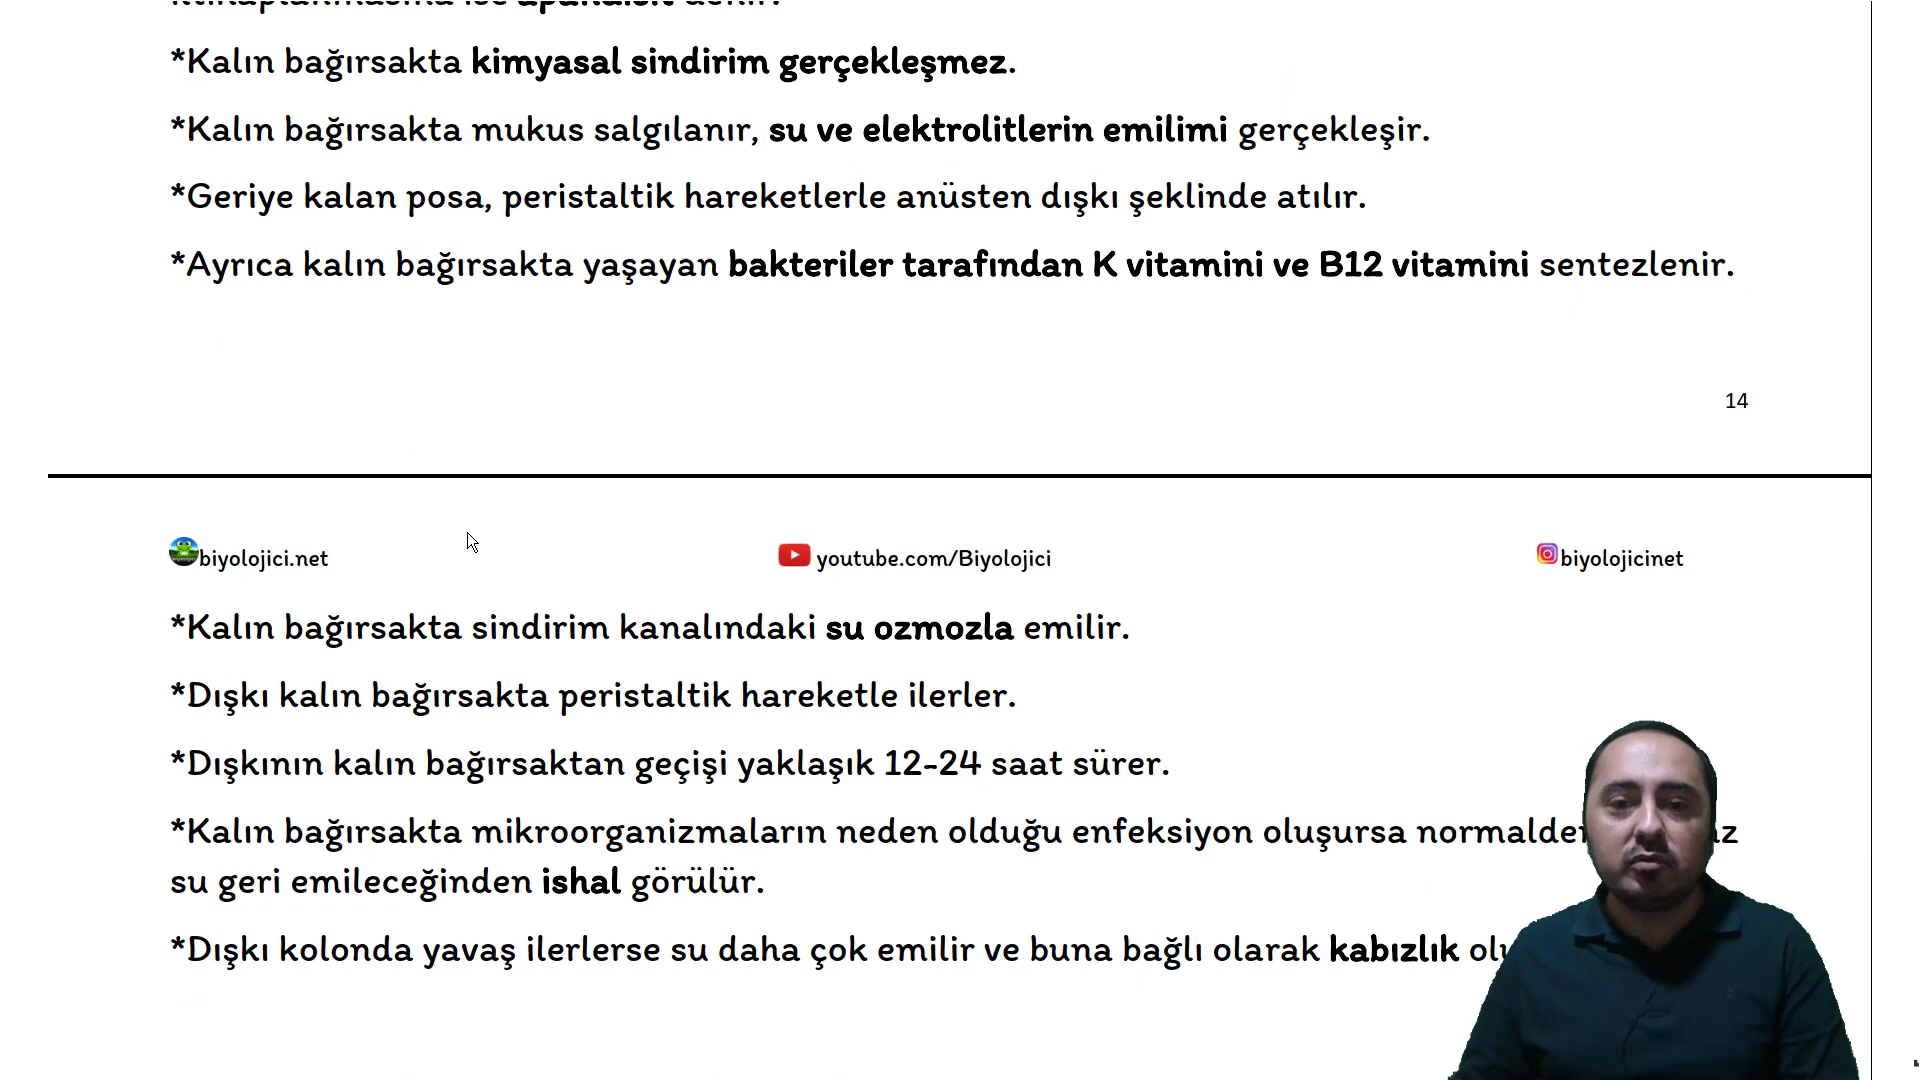 apandisit denir.
*Kalın bağırsakta kimyasal sindirim gerçekleşmez.
*Kalın bağırsakta mukus salgılanır, su ve elektrolitlerin emilimi gerçekleşir.
*Geriye kalan posa, peristaltik hareketlerle anüsten dışkı şeklinde atılır.
*Ayrıca kalın bağırsakta yaşayan bakteriler tarafından K vitamini ve B12 vitamini sentezlenir.
14
biyolojici.net youtube.com/Biyolojici biyolojicinet
*Kalın bağırsakta sindirim kanalındaki su ozmozla emilir.
*Dışkı kalın bağırsakta peristaltik hareketle ilerler.
*Dışkının kalın bağırsaktan geçişi yaklaşık 12-24 saat sürer.
*Kalın bağırsakta mikroorganizmaların neden olduğu enfeksiyon oluşursa
su geri emileceğinden ishal görülür.
*Dışkı kolonda yavaş ilerlerse su daha çok emilir ve buna bağlı olarak kabızlık